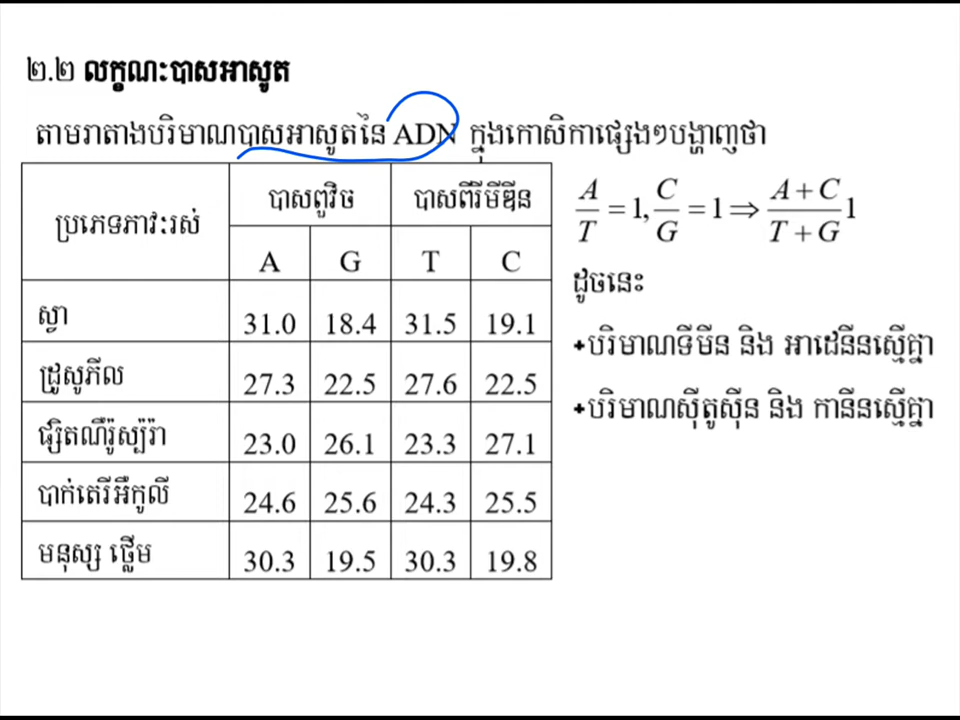 ២.២ លក្ខណៈបាសអាសូត
តាមរាតាងបរិមាណបាសអាសូតនៃ ADN ក្នុងកោសិកាផ្សេងៗបង្ហាញថា
ប្រភេទភាវៈរស់ បាសពួរិច បាសពីរីមីឌីន
A G T C
ស្វា 31.0 18.4 31.5 19.1
ដ្រូសូភីល 27.3 22.5 27.6 22.5
ផ្សិតណឺរ៉ូស្ប៉រ៉ា 23.0 26.1 23.3 27.1
បាក់តេរីអឺកូលី 24.6 25.6 24.3 25.5
មនុស្ស ថ្លើម 30.3 19.5 30.3 19.8
A/T = 1, C/G = 1 ⇒ A + C / T + G 1
ដូចនេះ
•បរិមាណទីមីន និង អាដេនីនស្មើគ្នា
•បរិមាណស៊ីតូស៊ីន និង កានីនស្មើគ្នា